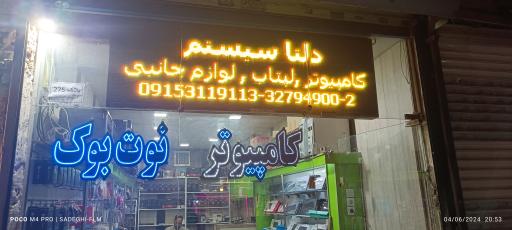 دلتا سیستم
کامپیوتر ,لپتاپ , لوازم جانبی
09153119113-32794900-2
کامپیوتر نوت بوک
POCO M4 PRO | SADEGHI-FLM
04/06/2024 20:53